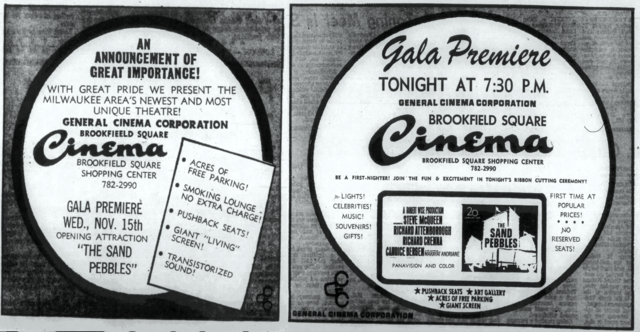 AN
ANNOUNCEMENT OF
GREAT IMPORTANCE!
WITH GREAT PRIDE WE PRESENT THE
MILWAUKEE AREA'S NEWEST AND MOST
UNIQUE THEATRE!
GENERAL CINEMA CORPORATION
BROOKFIELD SQUARE
Cinema
BROOKFIELD SQUARE
SHOPPING CENTER
782-2990
GALA PREMIERE
WED., NOV. 15th
OPENING ATTRACTION
"THE SAND
PEBBLES"
• ACRES OF
FREE PARKING!
• SMOKING LOUNGE
NO EXTRA CHARGE!
• PUSHBACK SEATS!
• GIANT "LIVING"
SCREEN!
• TRANSISTORIZED
SOUND!
Gala Premiere
TONIGHT AT 7:30 P.M.
GENERAL CINEMA CORPORATION
BROOKFIELD SQUARE
Cinema
BROOKFIELD SQUARE SHOPPING CENTER
782-2990
BE A FIRST-NIGHTER! JOIN THE FUN & EXCITEMENT IN TONIGHT'S RIBBON CUTTING CEREMONY!
LIGHTS!
CELEBRITIES!
MUSIC!
SOUVENIRS!
GIFTS!
A ROBERT WISE PRODUCTION
STEVE McQUEEN
RICHARD ATTENBOROUGH
RICHARD CRENNA
CANDICE BERGEN
MARAYAT ANDRIANE
PANAVISION AND COLOR
20
THE
SAND
PEBBLES
FIRST TIME AT
POPULAR
PRICES!
NO
RESERVED
SEATS!
★ PUSHBACK SEATS ★ ART GALLERY
★ ACRES OF FREE PARKING
★ GIANT SCREEN
GENERAL CINEMA CORPORATION